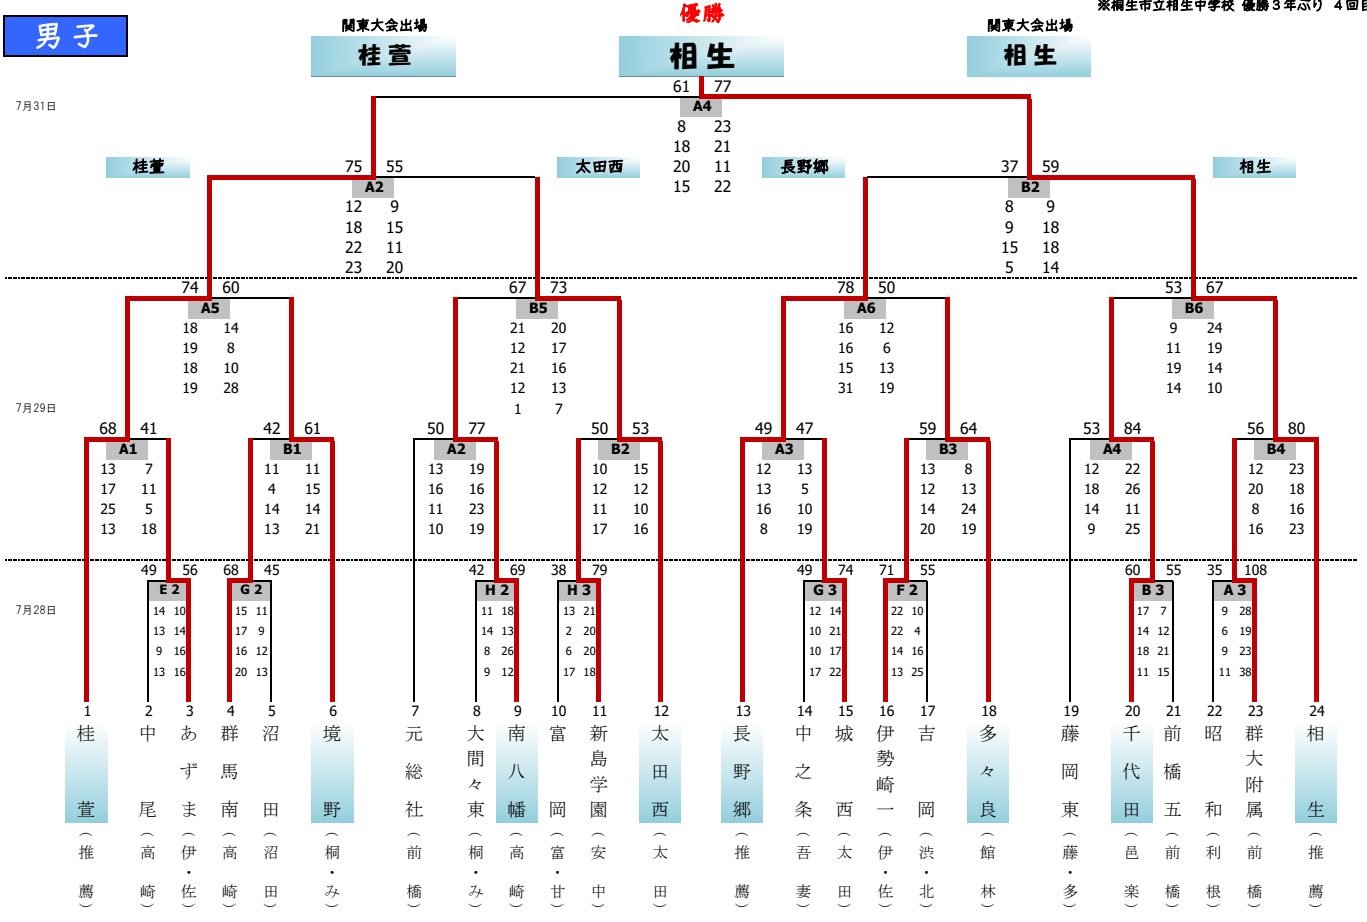 ※桐生市立相生中学校 優勝３年ぶり ４回目
男子
優勝
関東大会出場
関東大会出場
桂萱
相生
相生
7月31日
61 77
A4
8 23
18 21
20 11
15 22
桂萱
太田西
長野郷
相生
75 55
A2
12 9
18 15
22 11
23 20
37 59
B2
8 9
9 18
15 18
5 14
7月29日
74 60
A5
18 14
19 8
18 10
19 28
67 73
B5
21 20
12 17
21 16
12 13
1 7
78 50
A6
16 12
16 6
15 13
31 19
53 67
B6
9 24
11 19
19 14
14 10
68 41
A1
13 7
17 11
25 5
13 18
42 61
B1
11 11
4 15
14 14
13 21
50 77
A2
13 19
16 16
11 23
10 19
50 53
B2
10 15
12 12
11 10
17 16
49 47
A3
12 13
13 5
16 10
8 19
59 64
B3
13 8
12 13
14 24
20 19
53 84
A4
12 22
18 26
14 11
9 25
56 80
B4
12 23
20 18
8 16
16 23
7月28日
49 56
E 2
14 10
13 14
9 16
13 16
68 45
G 2
15 11
17 9
16 12
20 13
42 69
H 2
11 18
14 13
8 26
9 12
38 79
H 3
13 21
2 20
6 20
17 18
49 74
G 3
12 14
10 21
10 17
17 22
71 55
F 2
22 10
22 4
14 16
13 25
60 55
B 3
17 7
14 12
18 21
11 15
35 108
A 3
9 28
6 19
9 23
11 38
1 桂萱（推薦）
2 中尾（高崎）
3 あずま（伊・佐）
4 群馬南（高崎）
5 沼田（沼田）
6 境野（桐・み）
7 元総社（前橋）
8 大間々東（桐・み）
9 南八幡（高崎）
10 富岡（富・甘）
11 新島学園（安中）
12 太田西（太田）
13 長野郷（推薦）
14 中之条（吾妻）
15 城西（太田）
16 伊勢崎一（伊・佐）
17 吉岡（渋・北）
18 多々良（館林）
19 藤岡東（藤・多）
20 千代田（邑楽）
21 前橋五（前橋）
22 昭和（利根）
23 群大附属（前橋）
24 相生（推薦）